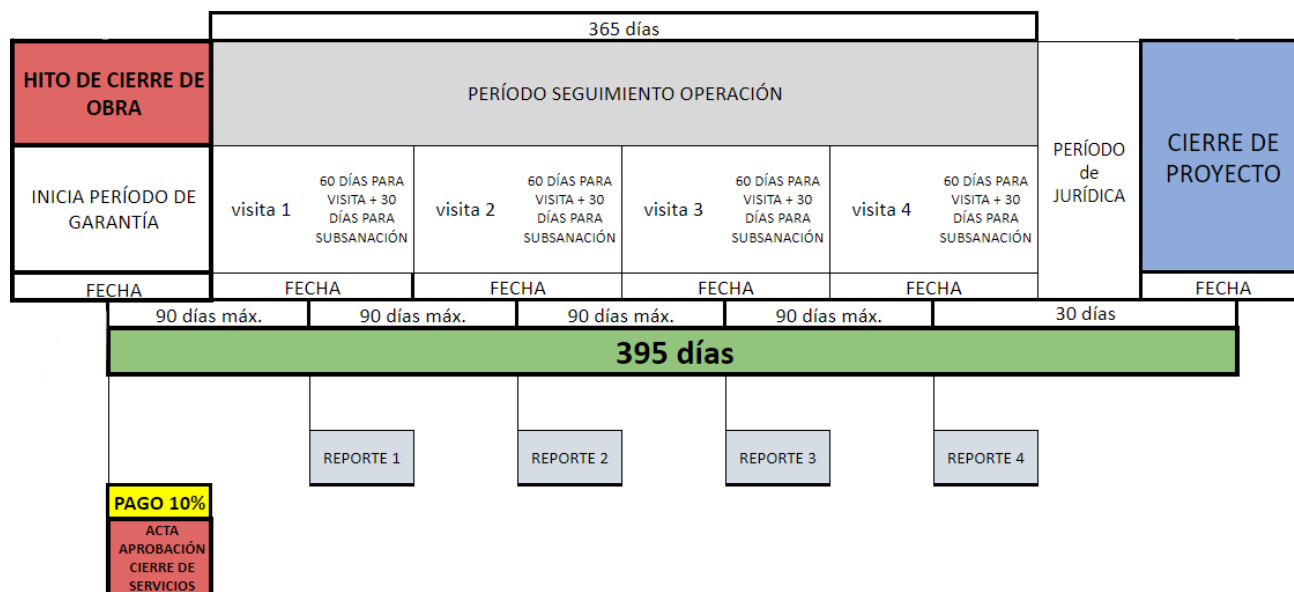 365 días
HITO DE CIERRE DE
OBRA
PERÍODO SEGUIMIENTO OPERACIÓN
PERÍODO
de
JURÍDICA
CIERRE DE
PROYECTO
INICIA PERÍODO DE
GARANTÍA
visita 1
60 DÍAS PARA
VISITA + 30
DÍAS PARA
SUBSANACIÓN
visita 2
60 DÍAS PARA
VISITA + 30
DÍAS PARA
SUBSANACIÓN
visita 3
60 DÍAS PARA
VISITA + 30
DÍAS PARA
SUBSANACIÓN
visita 4
60 DÍAS PARA
VISITA + 30
DÍAS PARA
SUBSANACIÓN
FECHA
FECHA
FECHA
FECHA
FECHA
FECHA
90 días máx.
90 días máx.
90 días máx.
90 días máx.
30 días
395 días
REPORTE 1
REPORTE 2
REPORTE 3
REPORTE 4
PAGO 10%
ACTA
APROBACIÓN
CIERRE DE
SERVICIOS